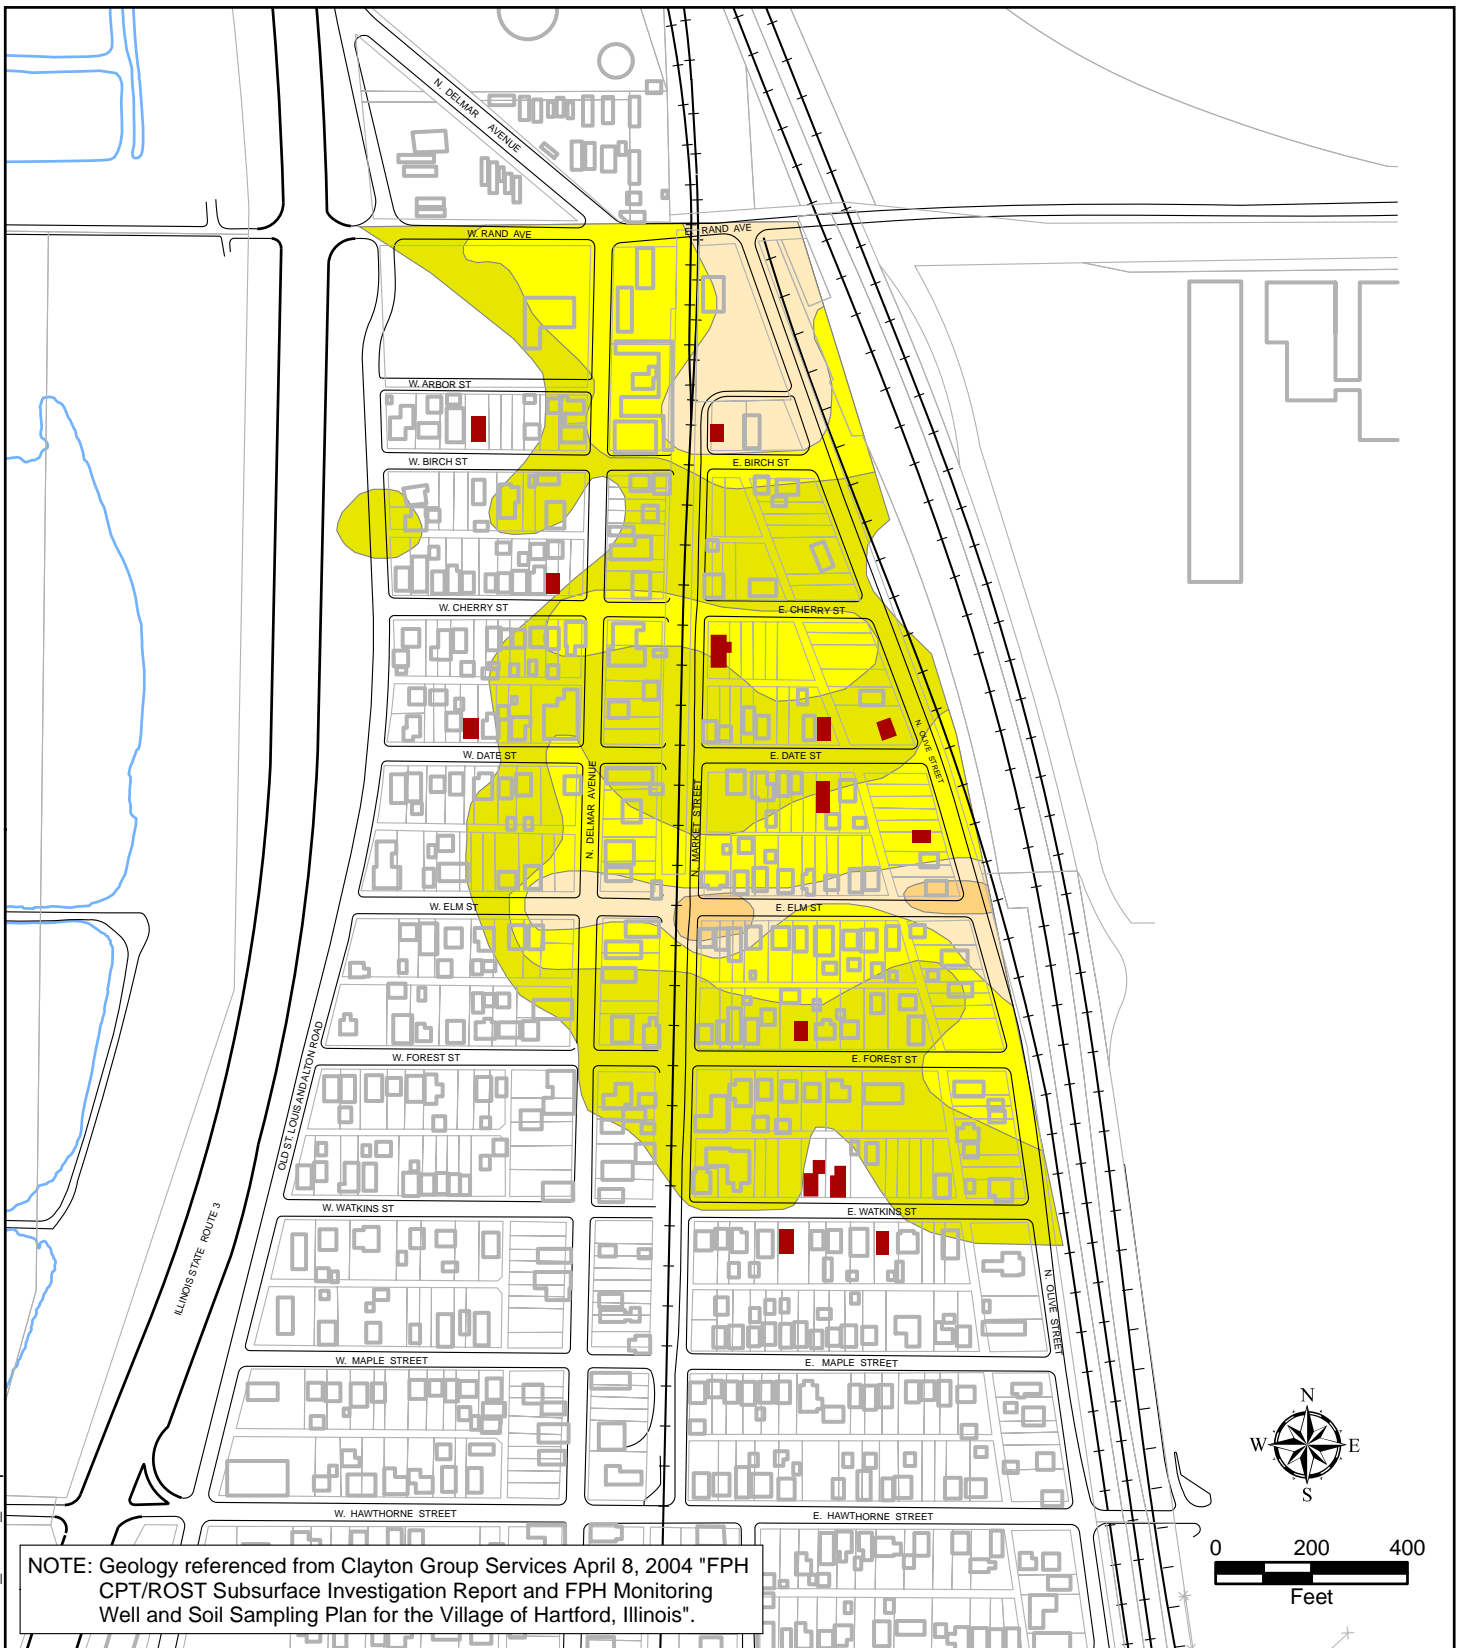 N. DELMAR AVENUE
W. RAND AVE
E. RAND AVE
W. ARBOR ST
W. BIRCH ST
E. BIRCH ST
W. CHERRY ST
E. CHERRY ST
N. OLIVE STREET
W. DATE ST
E. DATE ST
N. DELMAR AVENUE
N. MARKET STREET
W. ELM ST
E. ELM ST
OLD ST. LOUIS AND ALTON ROAD
W. FOREST ST
E. FOREST ST
ILLINOIS STATE ROUTE 3
W. WATKINS ST
E. WATKINS ST
N. OLIVE STREET
W. MAPLE STREET
E. MAPLE STREET
N
W E
S
W. HAWTHORNE STREET
E. HAWTHORNE STREET
0 200 400
Feet
NOTE: Geology referenced from Clayton Group Services April 8, 2004 "FPH
CPT/ROST Subsurface Investigation Report and FPH Monitoring
Well and Soil Sampling Plan for the Village of Hartford, Illinois".